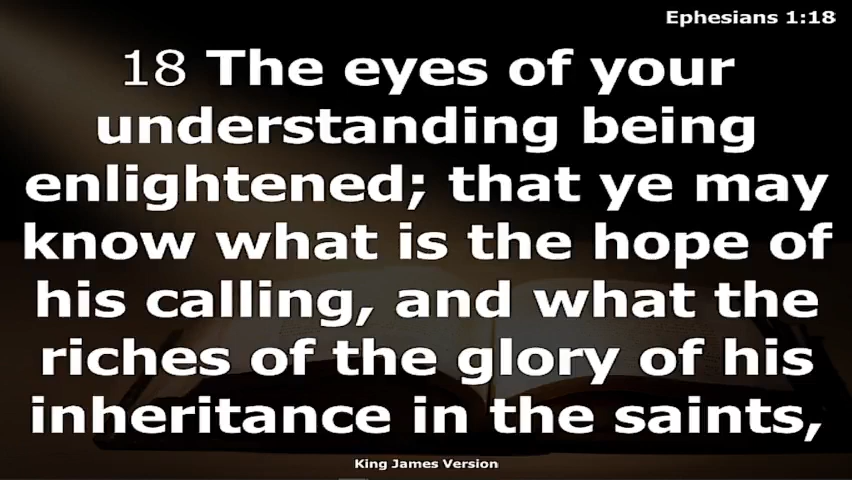 Ephesians 1:18
18 The eyes of your
understanding being
enlightened; that ye may
know what is the hope of
his calling, and what the
riches of the glory of his
inheritance in the saints,
King James Version